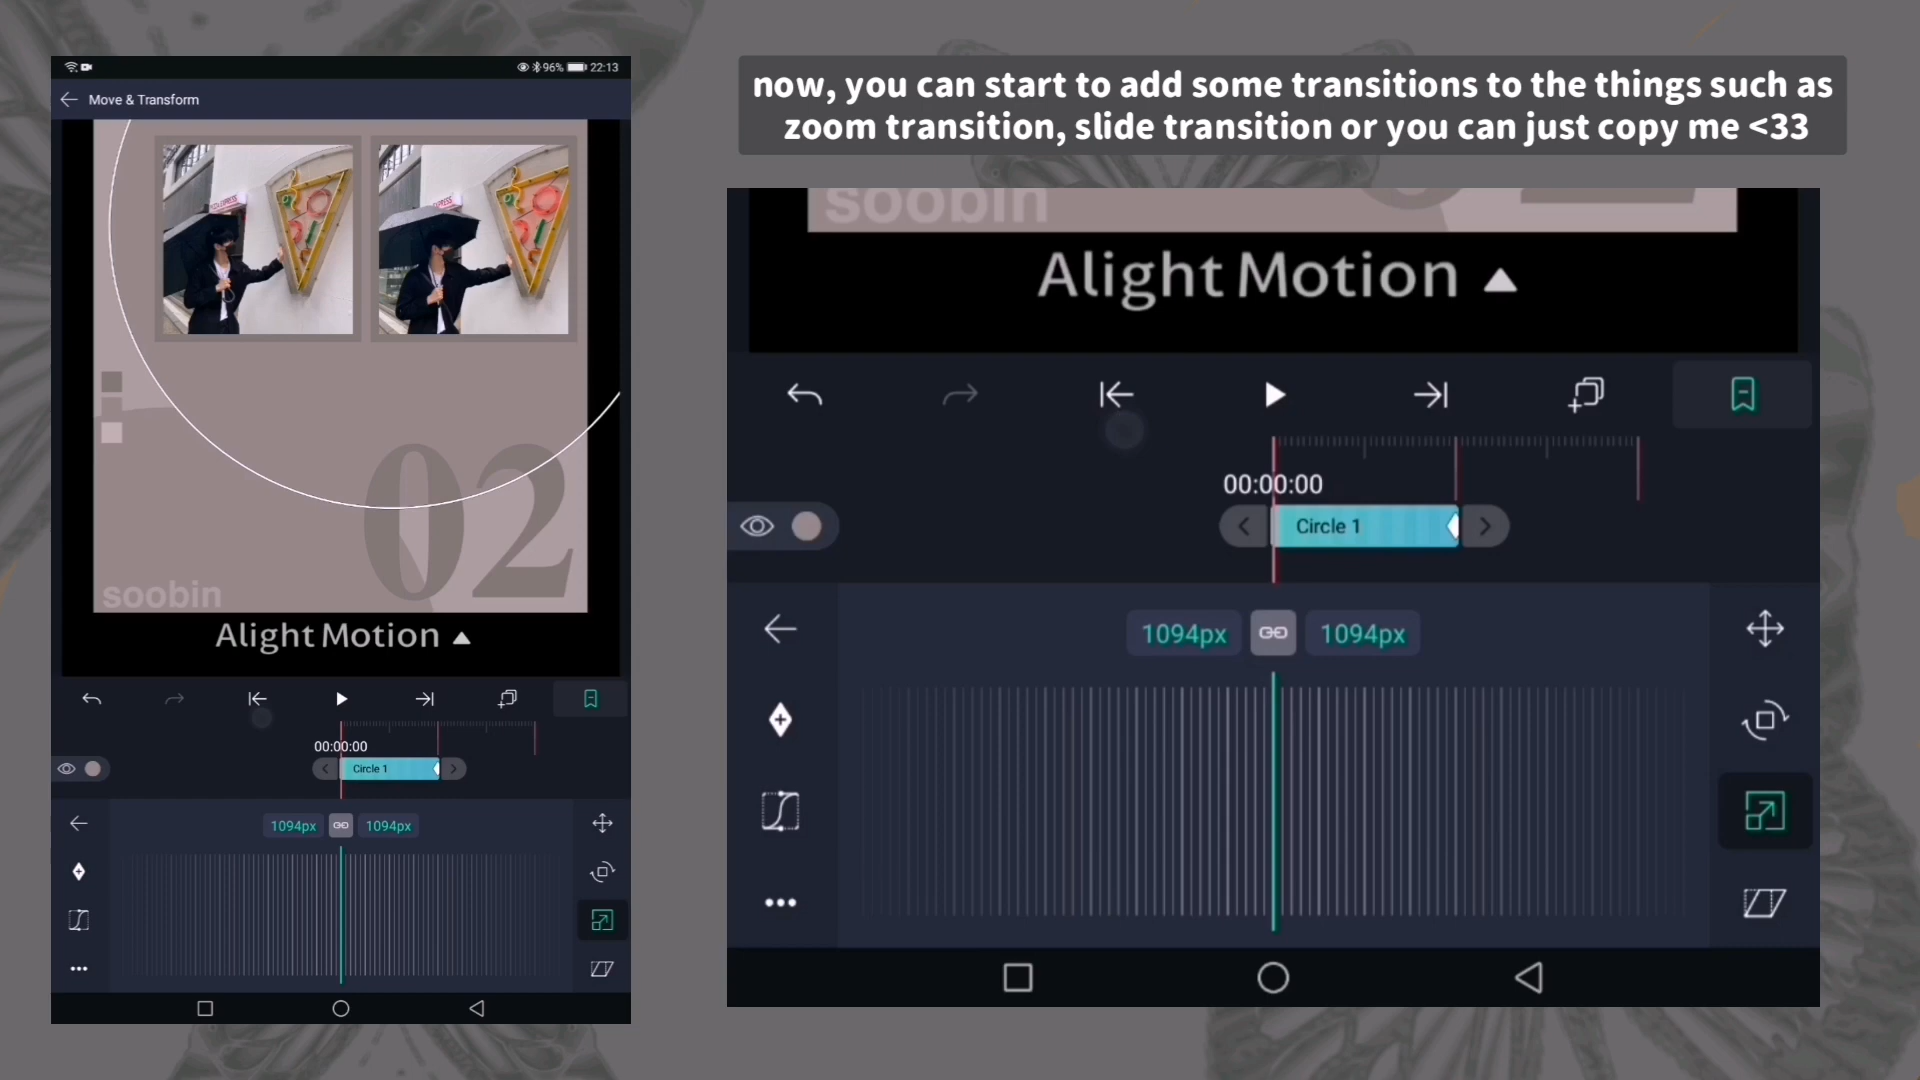 now, you can start to add some transitions to the things such as
zoom transition, slide transition or you can just copy me <33
96% 22:13
Move & Transform
02
soobin
Alight Motion
00:00:00
Circle 1
1094px 1094px
soobin
Alight Motion
00:00:00
Circle 1
1094px 1094px